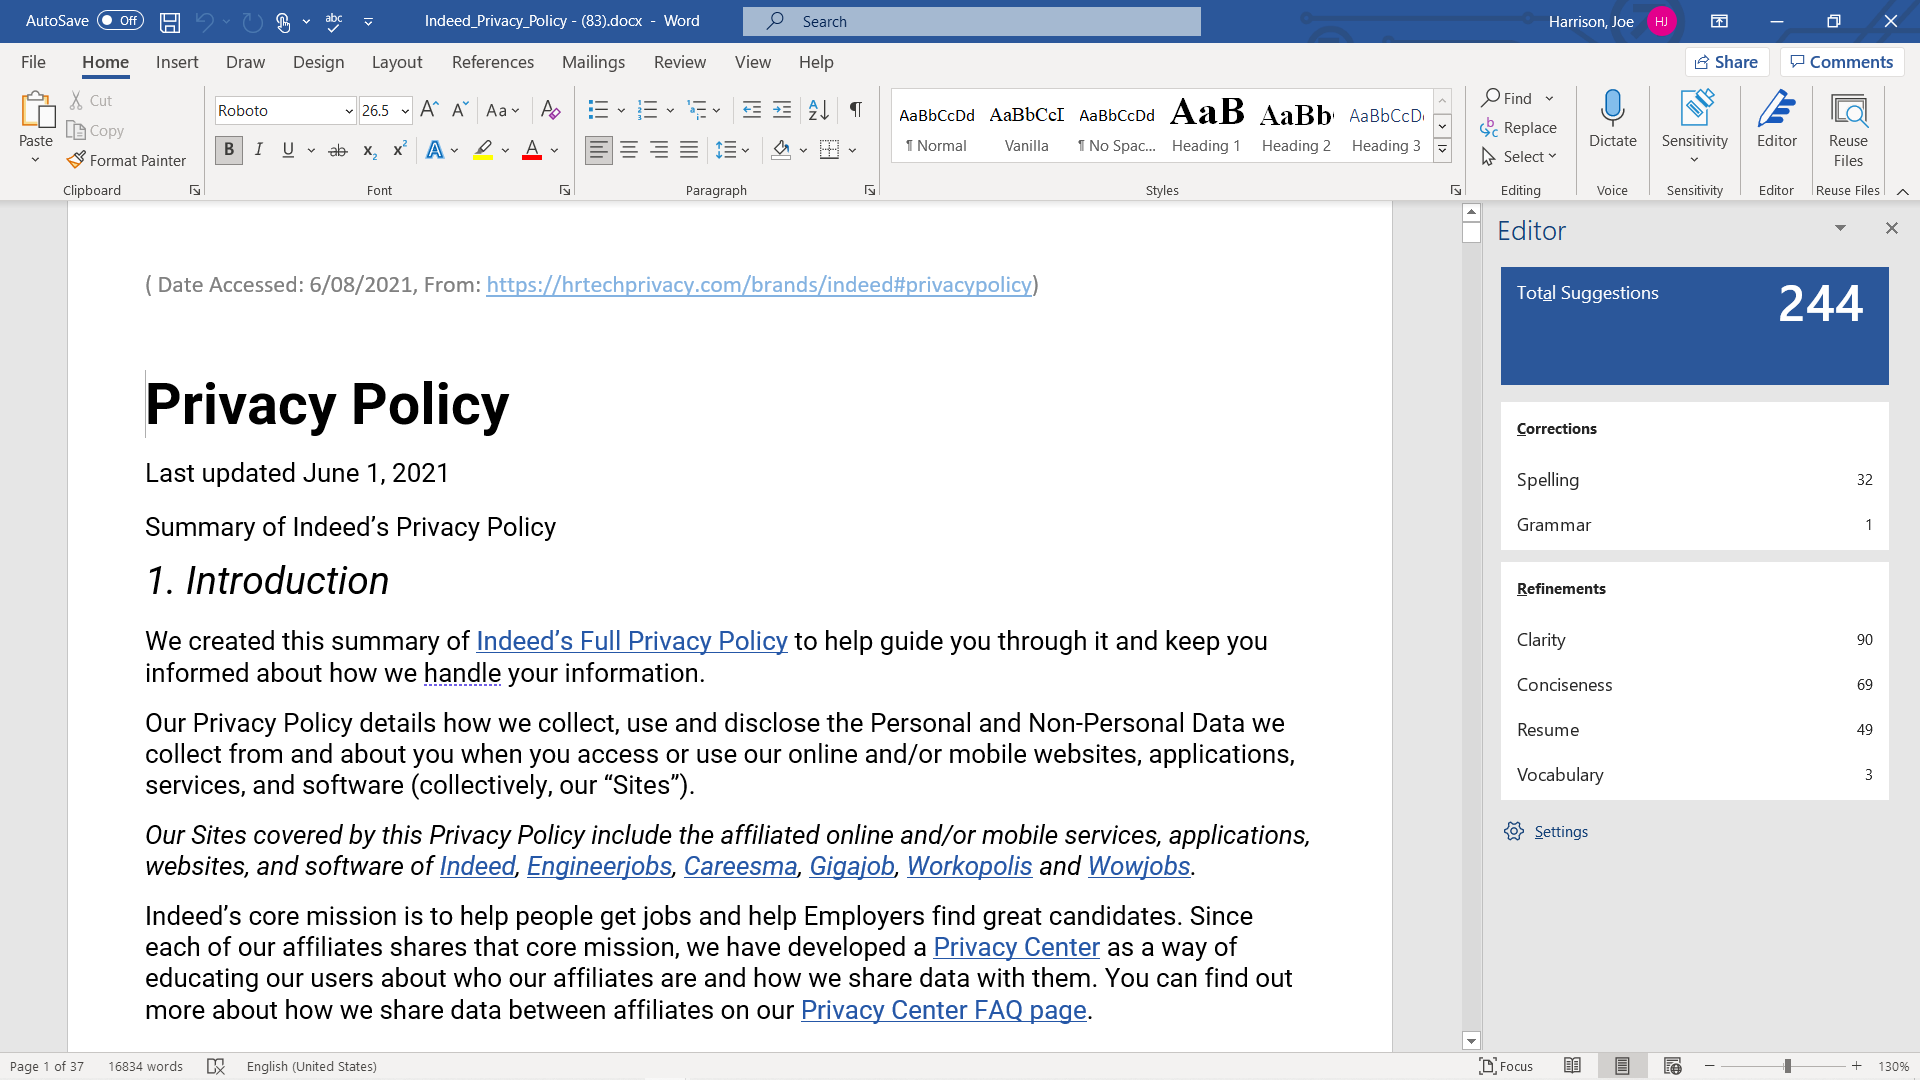 AutoSave Off Indeed_Privacy_Policy - (83).docx - Word Search Harrison, Joe HJ
File Home Insert Draw Design Layout References Mailings Review View Help Share Comments
Paste
Cut
Copy
Format Painter
Clipboard
Roboto 26.5
Font
Paragraph
AaBbCcDd AaBbCcI AaBbCcDd AaB AaBb AaBbCcD
¶ Normal Vanilla ¶ No Spac... Heading 1 Heading 2 Heading 3
Styles
Find
Replace
Select
Editing
Dictate
Voice
Sensitivity
Sensitivity
Editor
Editor
Reuse
Files
Reuse Files
( Date Accessed: 6/08/2021, From: https://hrtechprivacy.com/brands/indeed#privacypolicy)
Privacy Policy
Last updated June 1, 2021
Summary of Indeed’s Privacy Policy
1. Introduction
We created this summary of Indeed’s Full Privacy Policy to help guide you through it and keep you
informed about how we handle your information.
Our Privacy Policy details how we collect, use and disclose the Personal and Non-Personal Data we
collect from and about you when you access or use our online and/or mobile websites, applications,
services, and software (collectively, our “Sites”).
Our Sites covered by this Privacy Policy include the affiliated online and/or mobile services, applications,
websites, and software of Indeed, Engineerjobs, Careesma, Gigajob, Workopolis and Wowjobs.
Indeed’s core mission is to help people get jobs and help Employers find great candidates. Since
each of our affiliates shares that core mission, we have developed a Privacy Center as a way of
educating our users about who our affiliates are and how we share data with them. You can find out
more about how we share data between affiliates on our Privacy Center FAQ page.
Editor
Total Suggestions 244
Corrections
Spelling 32
Grammar 1
Refinements
Clarity 90
Conciseness 69
Resume 49
Vocabulary 3
Settings
Page 1 of 37 16834 words English (United States) Focus 130%